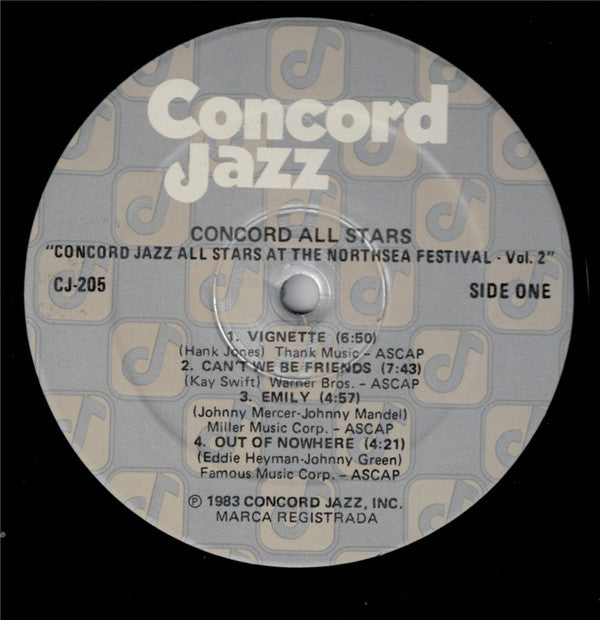 Concord
Jazz
CONCORD ALL STARS
"CONCORD JAZZ ALL STARS AT THE NORTHSEA FESTIVAL - Vol. 2"
CJ-205
SIDE ONE
1. VIGNETTE (6:50)
(Hank Jones) Thank Music - ASCAP
2. CAN'T WE BE FRIENDS (7:43)
(Kay Swift) Warner Bros. - ASCAP
3. EMILY (4:57)
(Johnny Mercer-Johnny Mandel)
Miller Music Corp. - ASCAP
4. OUT OF NOWHERE (4:21)
(Eddie Heyman-Johnny Green)
Famous Music Corp. - ASCAP
℗ 1983 CONCORD JAZZ, INC.
MARCA REGISTRADA